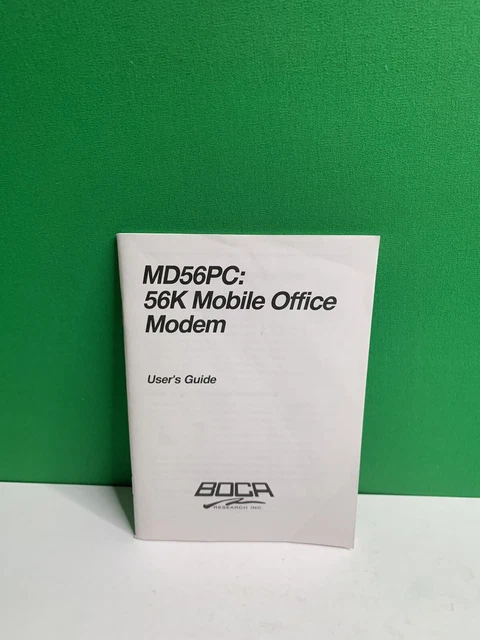 MD56PC:
56K Mobile Office
Modem
User's Guide
BOCA
RESEARCH INC.